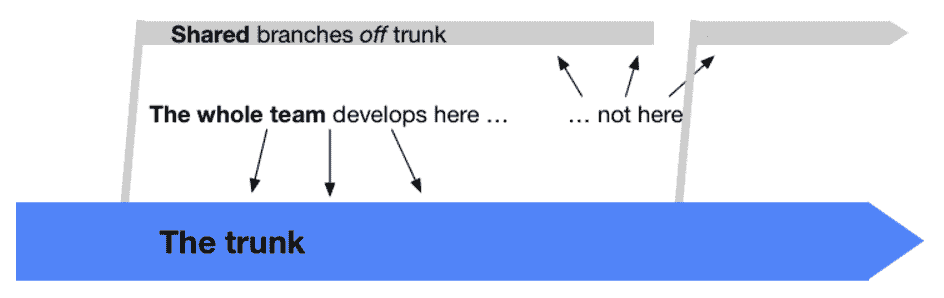 Shared branches off trunk
The whole team develops here … … not here
The trunk